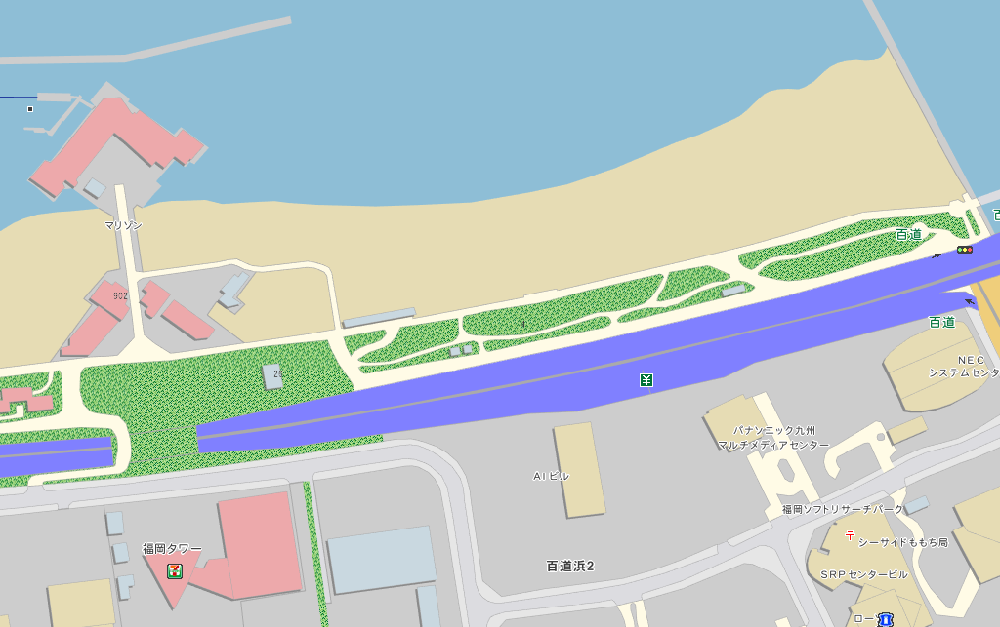 マリゾン
百道
902
百道
NEC
システムセンタ
パナソニック九州
マルチメディアセンター
AIビル
福岡ソフトリサーチパーク
シーサイドももち局
福岡タワー
百道浜2
SRPセンタービル
ロー